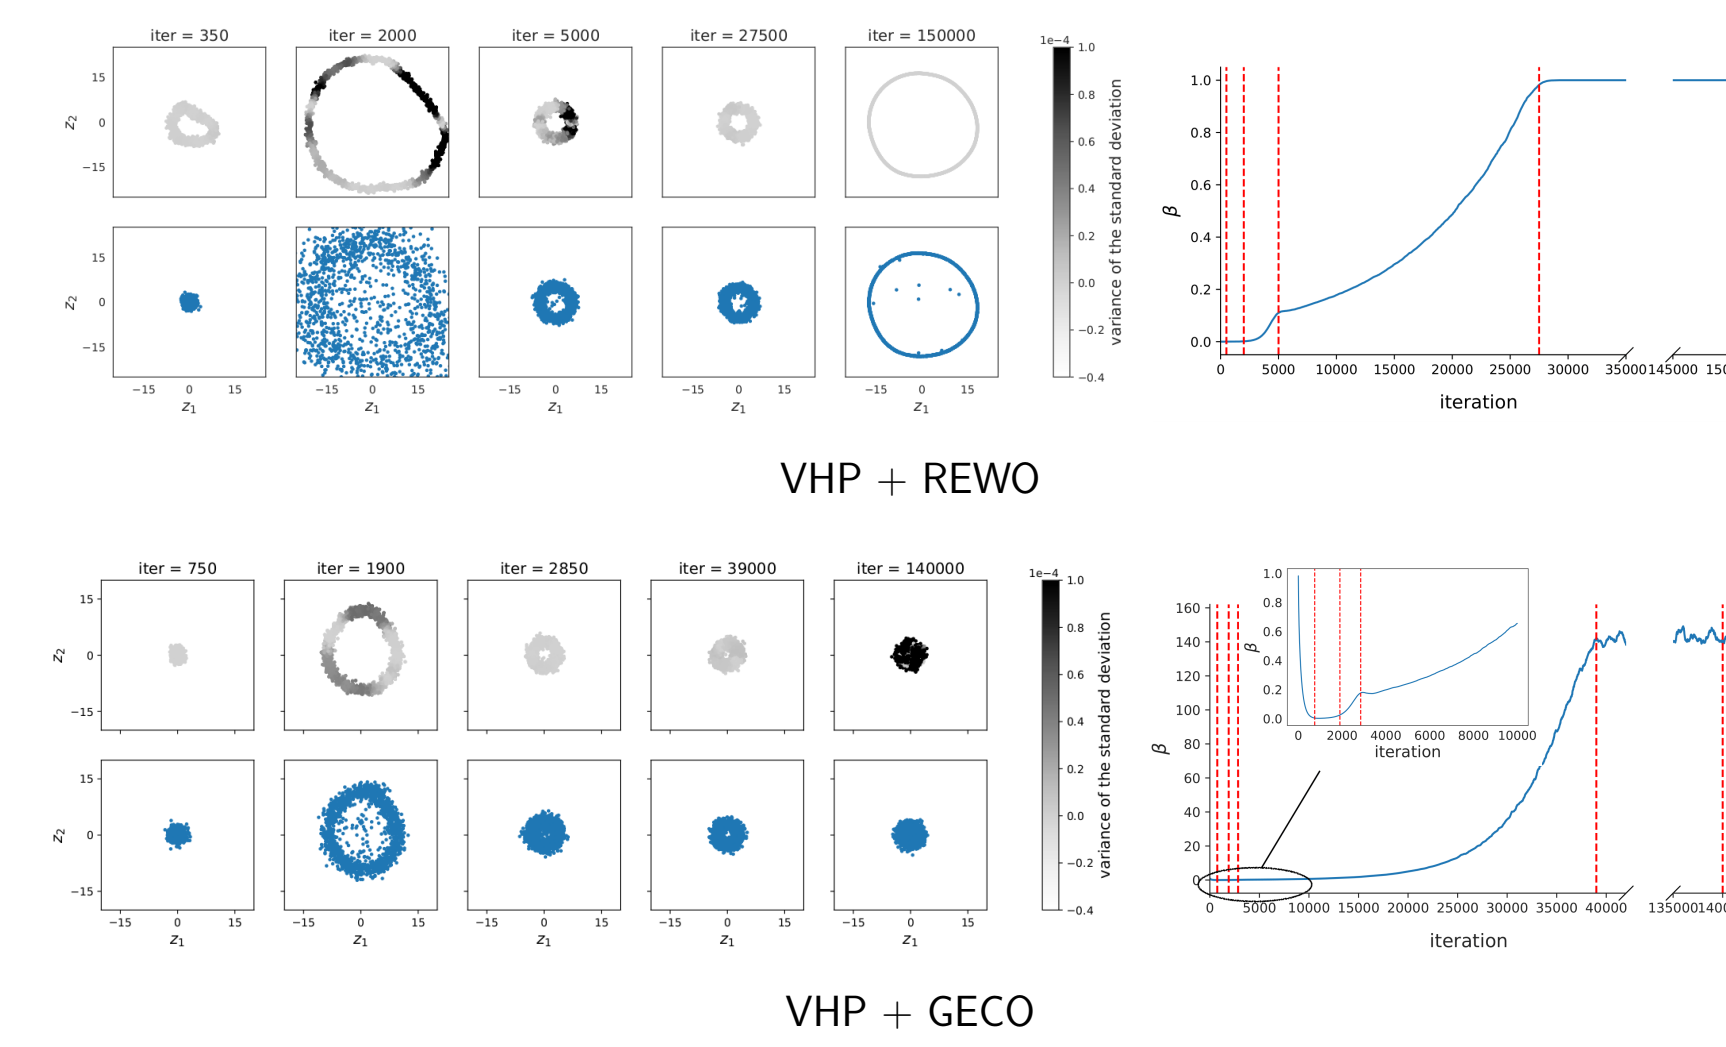 iter = 350 iter = 2000 iter = 5000 iter = 27500 iter = 150000
1e−4
z₂
15
0
−15
z₂
15
0
−15
−15 0 15 −15 0 15 −15 0 15 −15 0 15 −15 0 15
z₁ z₁ z₁ z₁ z₁
1.0
0.8
0.6
0.4
0.2
0.0
−0.2
−0.4
variance of the standard deviation
β
1.0
0.8
0.6
0.4
0.2
0.0
0 5000 10000 15000 20000 25000 30000 35000 145000
iteration
VHP + REWO
iter = 750 iter = 1900 iter = 2850 iter = 39000 iter = 140000
1e−4
z₂
15
0
−15
z₂
15
0
−15
−15 0 15 −15 0 15 −15 0 15 −15 0 15 −15 0 15
z₁ z₁ z₁ z₁ z₁
1.0
0.8
0.6
0.4
0.2
0.0
−0.2
−0.4
variance of the standard deviation
β
160
140
120
100
80
60
40
20
0
β
1.0
0.8
0.6
0.4
0.2
0.0
0 2000 4000 6000 8000 10000
iteration
0 5000 10000 15000 20000 25000 30000 35000 40000 135000
iteration
VHP + GECO